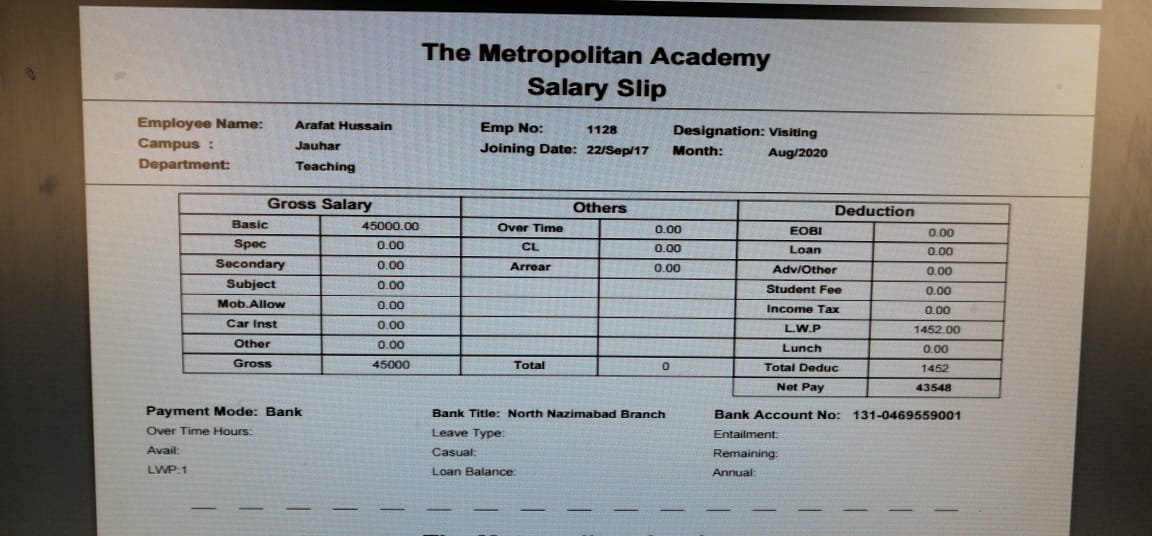 The Metropolitan Academy
Salary Slip
Employee Name: Arafat Hussain Emp No: 1128 Designation: Visiting
Campus : Jauhar Joining Date: 22/Sep/17 Month: Aug/2020
Department: Teaching
Gross Salary Others Deduction
Basic 45000.00 Over Time 0.00 EOBI 0.00
Spec 0.00 CL 0.00 Loan 0.00
Secondary 0.00 Arrear 0.00 Adv/Other 0.00
Subject 0.00 Student Fee 0.00
Mob.Allow 0.00 Income Tax 0.00
Car Inst 0.00 L.W.P 1452.00
Other 0.00 Lunch 0.00
Gross 45000 Total 0 Total Deduc 1452
Net Pay 43548
Payment Mode: Bank Bank Title: North Nazimabad Branch Bank Account No: 131-0469559001
Over Time Hours: Leave Type: Entailment:
Avail: Casual: Remaining:
LWP:1 Loan Balance: Annual: